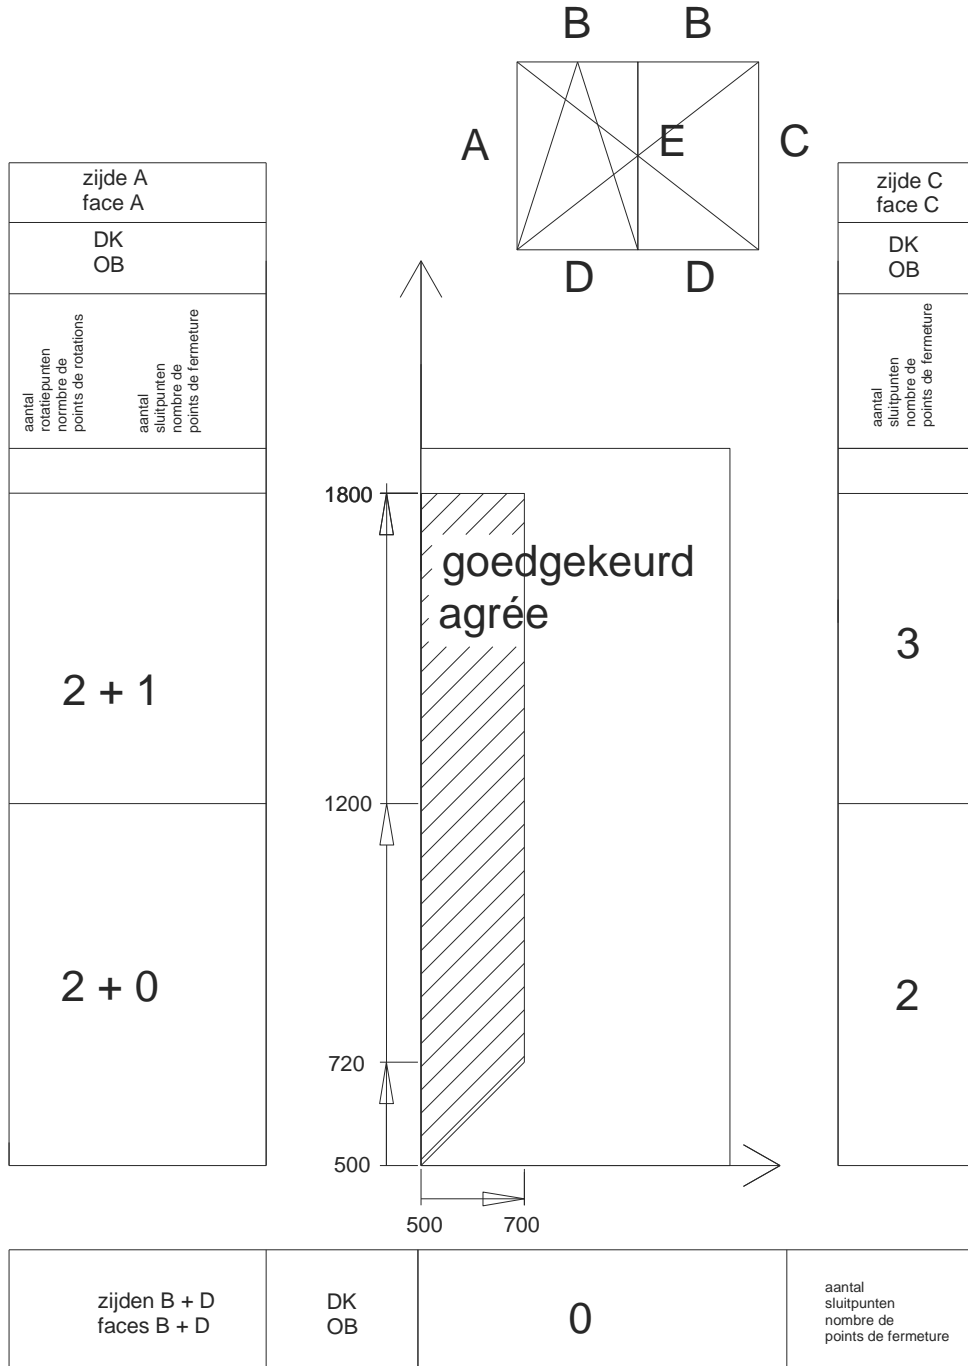 B B
A E C
D D
zijde A
face A
DK
OB
aantal
rotatiepunten
normbre de
points de rotations
aantal
sluitpunten
nombre de
points de fermeture
2 + 1
2 + 0
1800
1200
720
500
goedgekeurd
agrée
500 700
zijde C
face C
DK
OB
aantal
sluitpunten
nombre de
points de fermeture
3
2
zijden B + D
faces B + D
DK
OB
0
aantal
sluitpunten
nombre de
points de fermeture